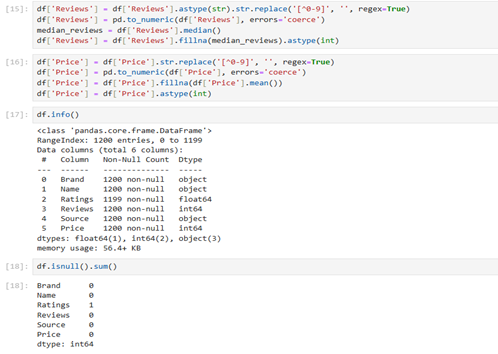 [15]: df['Reviews'] = df['Reviews'].astype(str).str.replace('[^0-9]', '', regex=True)
df['Reviews'] = pd.to_numeric(df['Reviews'], errors='coerce')
median_reviews = df['Reviews'].median()
df['Reviews'] = df['Reviews'].fillna(median_reviews).astype(int)
[16]: df['Price'] = df['Price'].str.replace('[^0-9]', '', regex=True)
df['Price'] = pd.to_numeric(df['Price'], errors='coerce')
df['Price'] = df['Price'].fillna(df['Price'].mean())
df['Price'] = df['Price'].astype(int)
[17]: df.info()
<class 'pandas.core.frame.DataFrame'>
RangeIndex: 1200 entries, 0 to 1199
Data columns (total 6 columns):
#   Column   Non-Null Count  Dtype
---  ------   --------------  -----
0   Brand    1200 non-null   object
1   Name     1200 non-null   object
2   Ratings  1199 non-null   float64
3   Reviews  1200 non-null   int64
4   Source   1200 non-null   object
5   Price    1200 non-null   int64
dtypes: float64(1), int64(2), object(3)
memory usage: 56.4+ KB
[18]: df.isnull().sum()
[18]: Brand      0
Name       0
Ratings    1
Reviews    0
Source     0
Price      0
dtype: int64